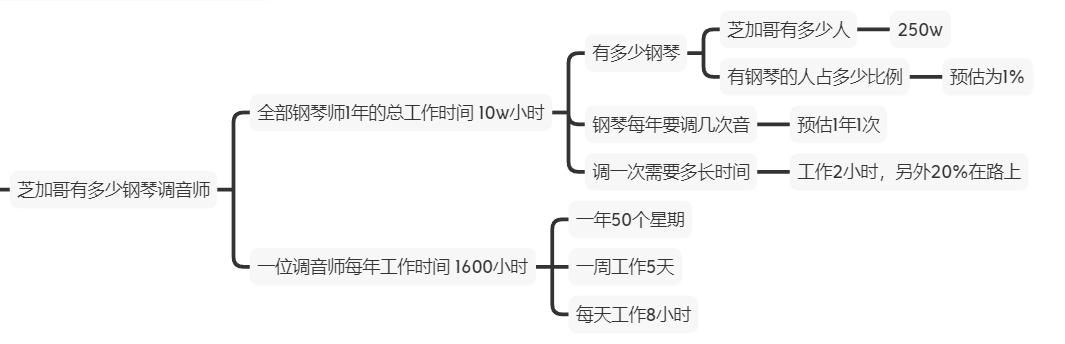 芝加哥有多少钢琴调音师
全部钢琴师1年的总工作时间 10w小时
有多少钢琴
芝加哥有多少人
250w
有钢琴的人占多少比例
预估为1%
钢琴每年要调几次音
预估1年1次
调一次需要多长时间
工作2小时，另外20%在路上
一位调音师每年工作时间 1600小时
一年50个星期
一周工作5天
每天工作8小时